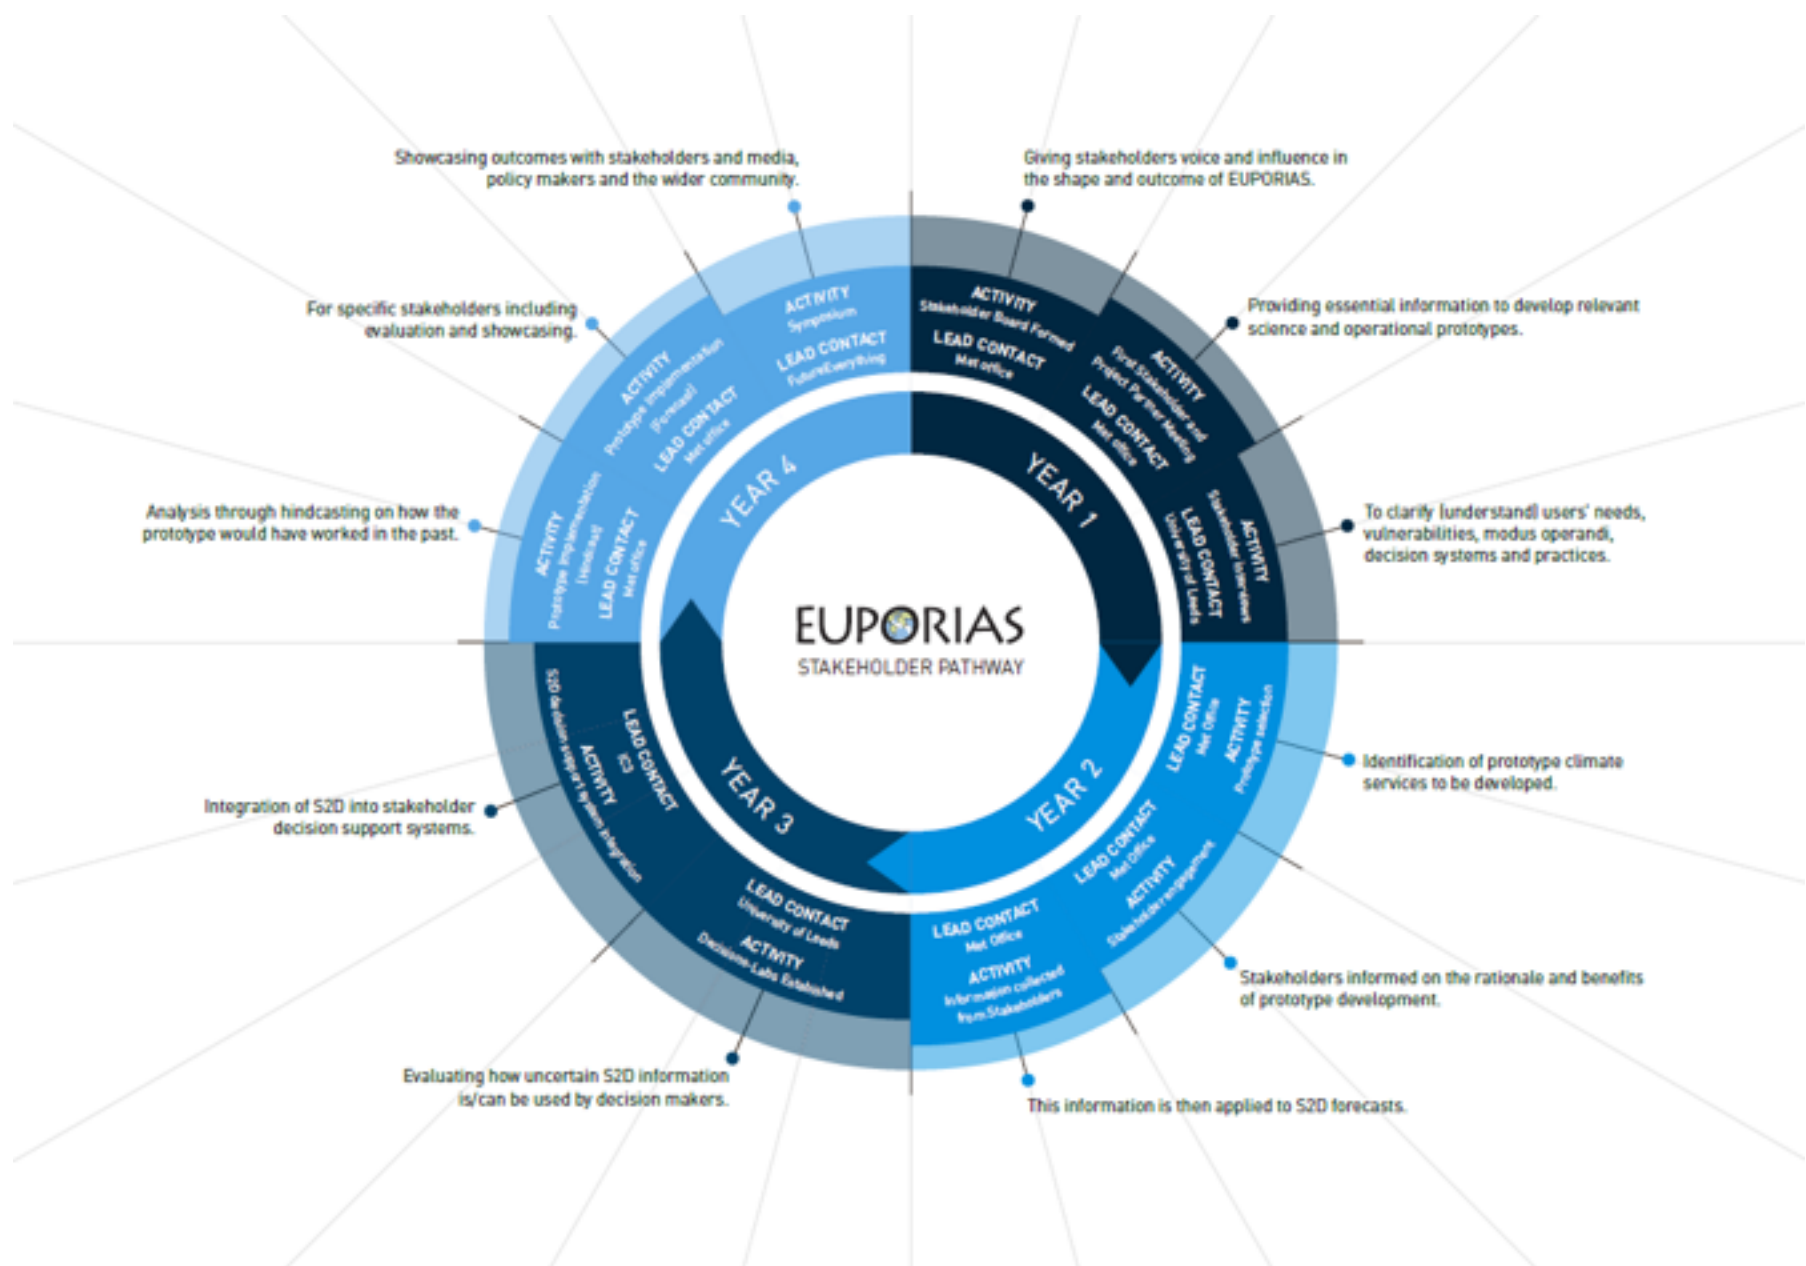 EUPORIAS
STAKEHOLDER PATHWAY
YEAR 1
Giving stakeholders voice and influence in
the shape and outcome of EUPORIAS.
ACTIVITY
Stakeholder Board Formed
LEAD CONTACT
Met office
Providing essential information to develop relevant
science and operational prototypes.
ACTIVITY
First Stakeholder and
Project Partner Meeting
LEAD CONTACT
Met office
To clarify (understand) users' needs,
vulnerabilities, modus operandi,
decision systems and practices.
ACTIVITY
Stakeholder Interviews
LEAD CONTACT
University of Leeds
YEAR 2
Identification of prototype climate
services to be developed.
LEAD CONTACT
Met Office
ACTIVITY
Prototype selection
Stakeholders informed on the rationale and benefits
of prototype development.
LEAD CONTACT
Met Office
ACTIVITY
Stakeholder engagement
This information is then applied to S2D forecasts.
LEAD CONTACT
Met Office
ACTIVITY
Information collected
from Stakeholders
YEAR 3
Evaluating how uncertain S2D information
is/can be used by decision makers.
LEAD CONTACT
University of Leeds
ACTIVITY
Decisions-Labs Established
Integration of S2D into stakeholder
decision support systems.
LEAD CONTACT
IC3
ACTIVITY
S2D decision support system integration
YEAR 4
Analysis through hindcasting on how the
prototype would have worked in the past.
ACTIVITY
Prototype Implementation
LEAD CONTACT
Met office
For specific stakeholders including
evaluation and showcasing.
ACTIVITY
Prototype Implementation
LEAD CONTACT
Met office
Showcasing outcomes with stakeholders and media,
policy makers and the wider community.
ACTIVITY
Symposium
LEAD CONTACT
FutureEverything